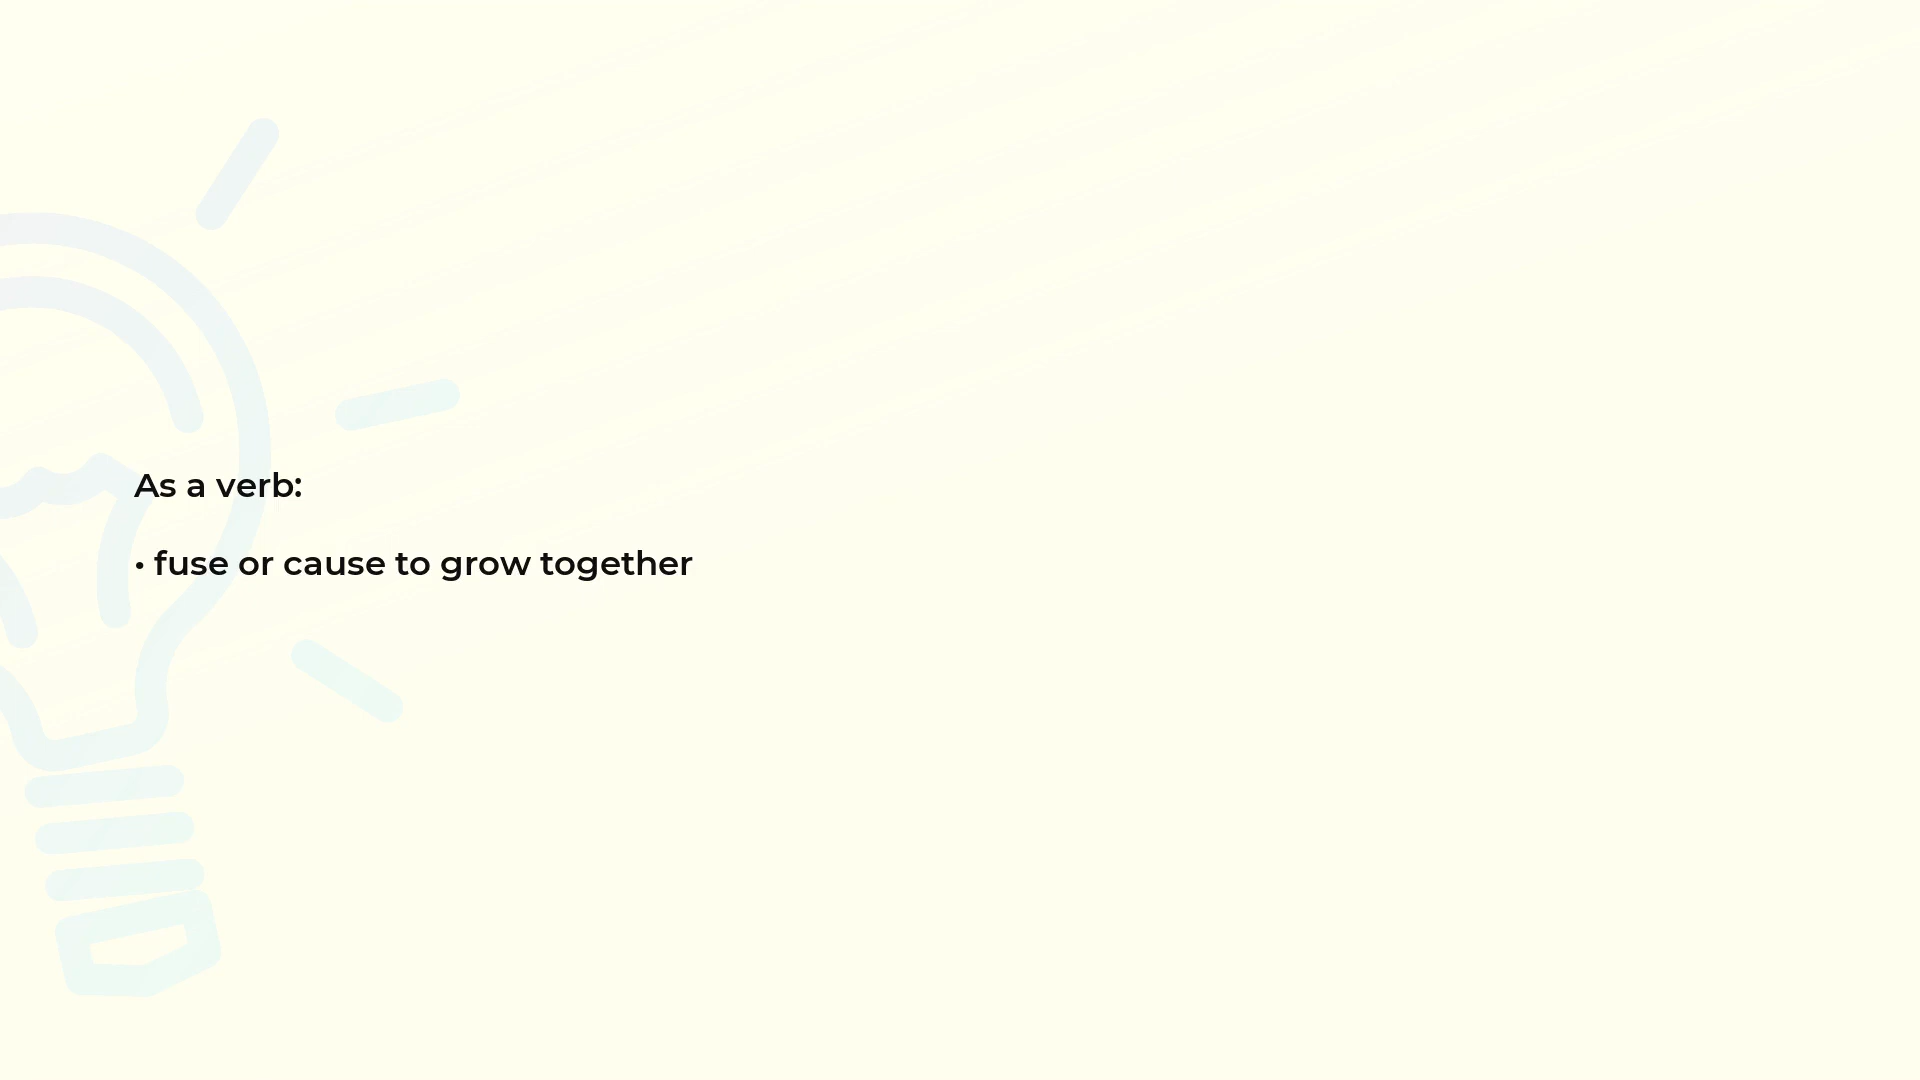 As a verb:
• fuse or cause to grow together